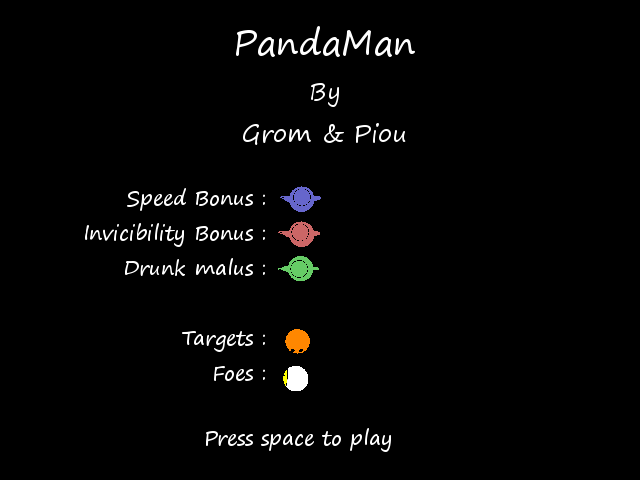 PandaMan
By
Grom & Piou
Speed Bonus :
Invicibility Bonus :
Drunk malus :
Targets :
Foes :
Press space to play